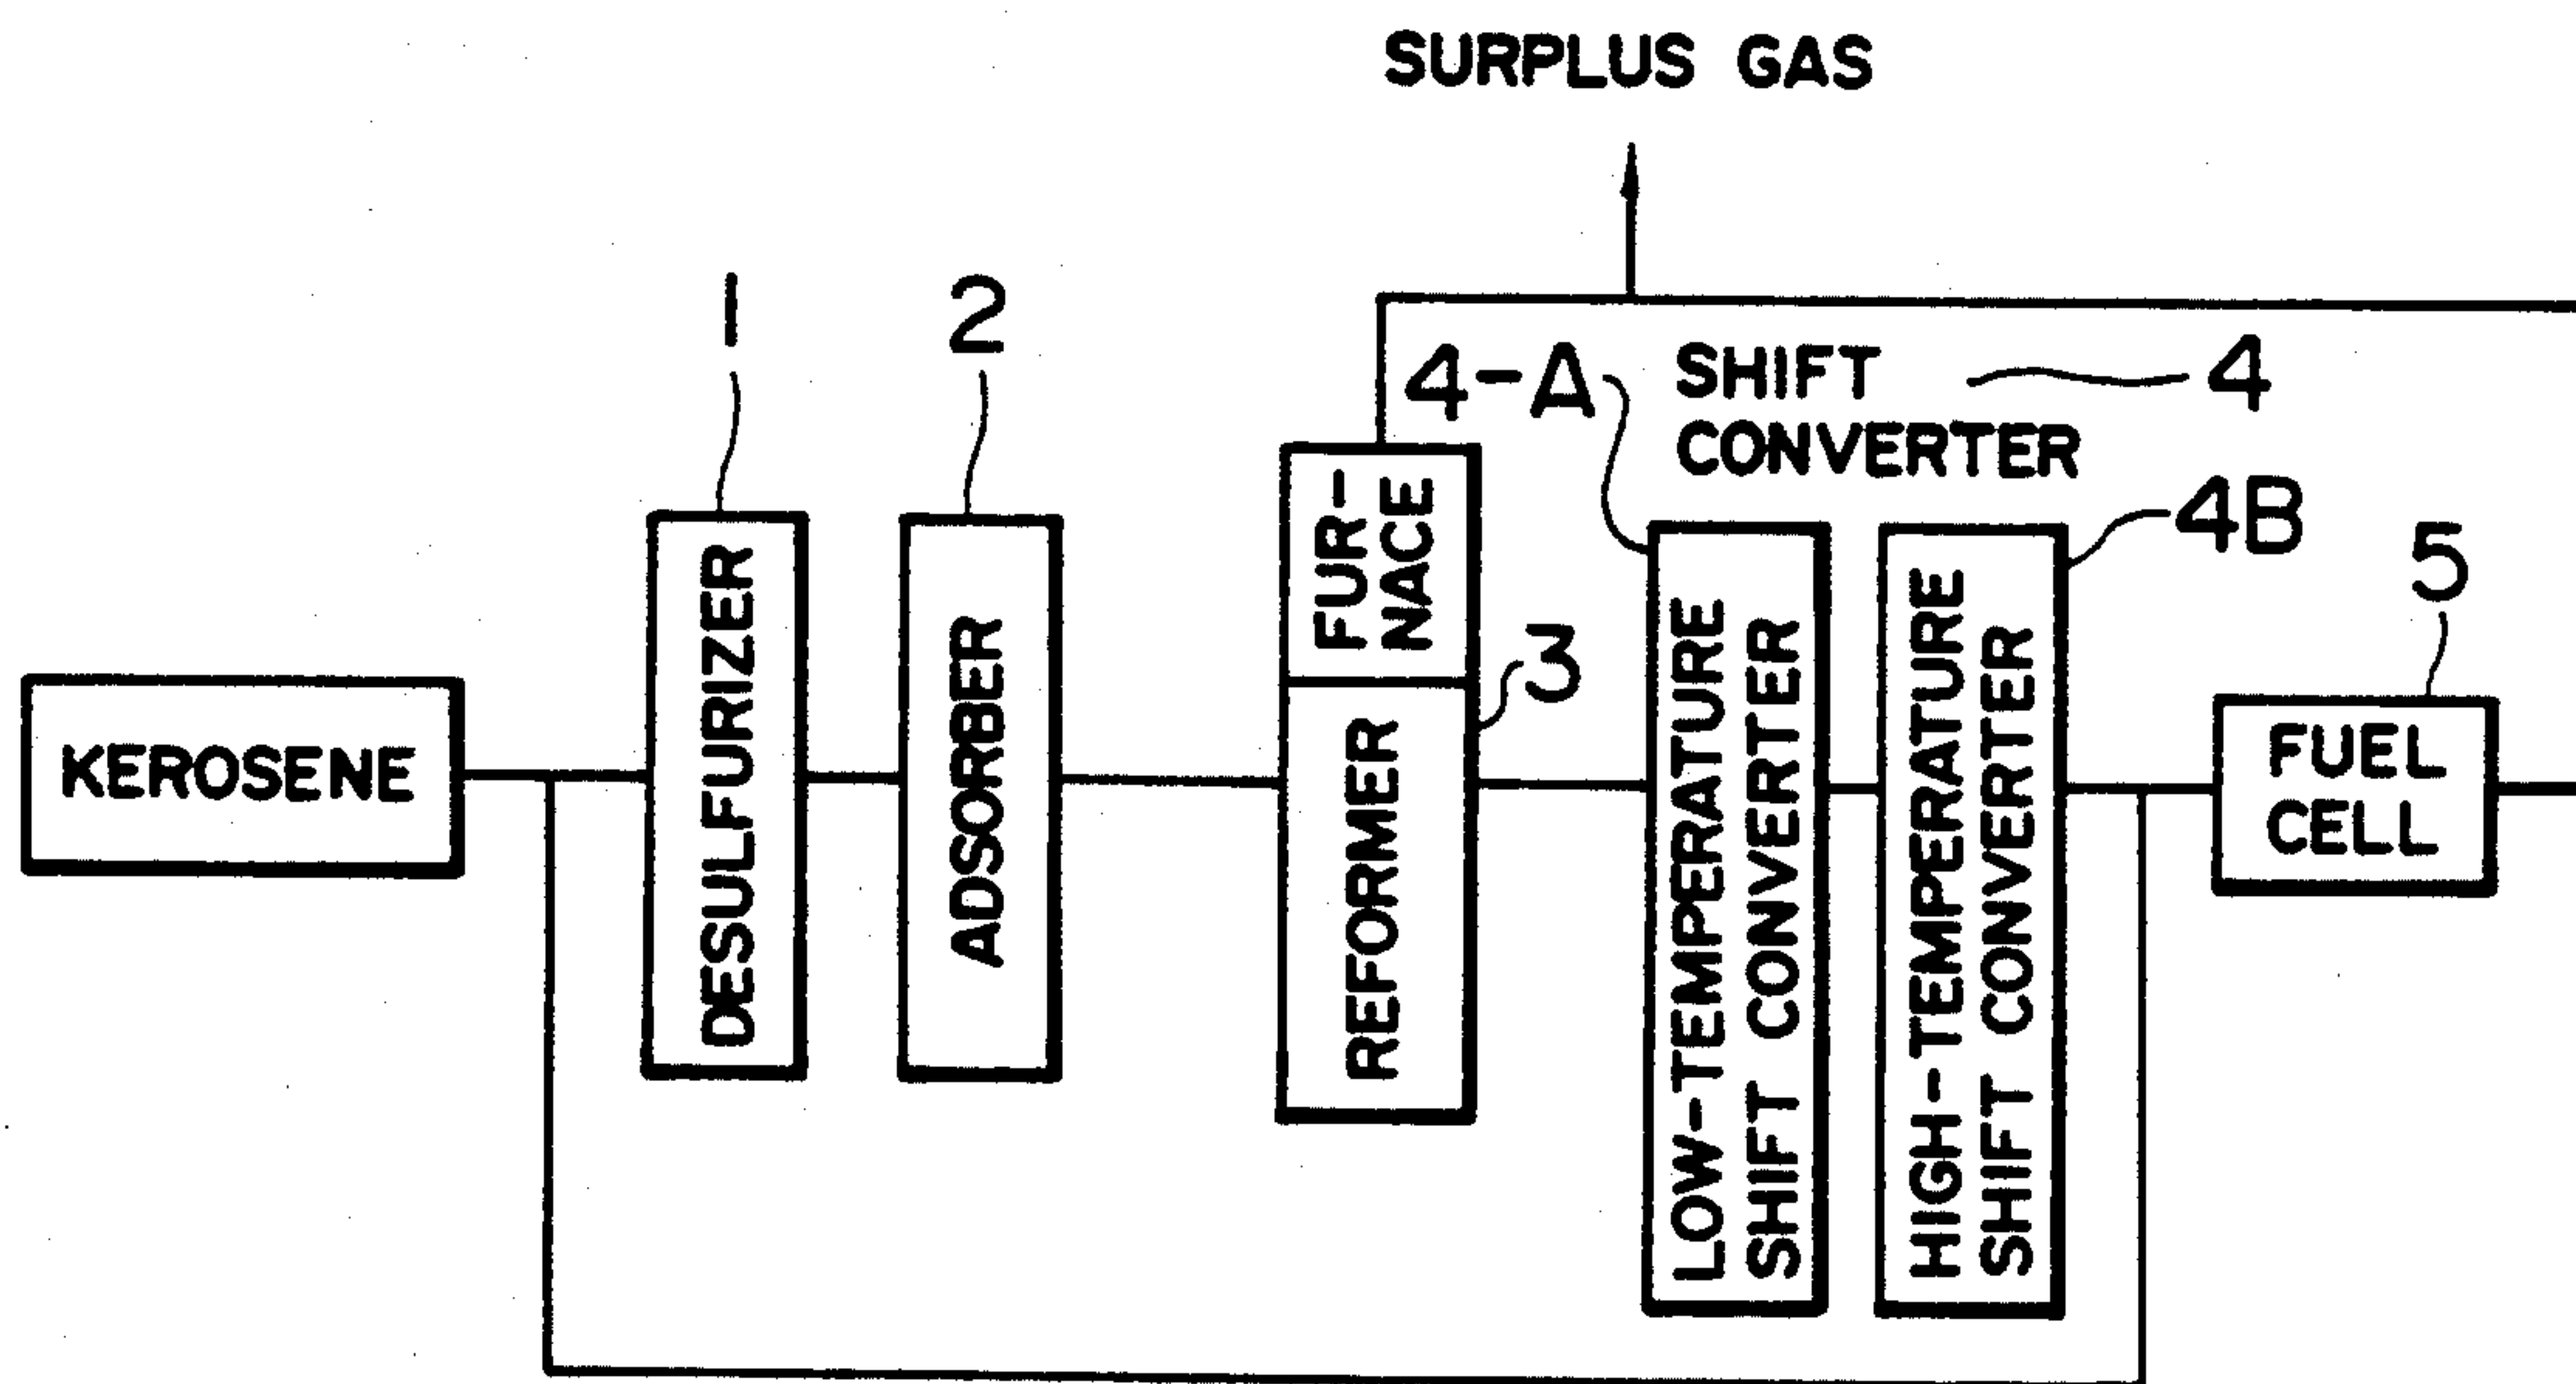 SURPLUS GAS
1
2
4-A
SHIFT
CONVERTER
4
4B
5
3
KEROSENE
DESULFURIZER
ADSORBER
FUR-
NACE
REFORMER
LOW-TEMPERATURE
SHIFT CONVERTER
HIGH-TEMPERATURE
SHIFT CONVERTER
FUEL
CELL